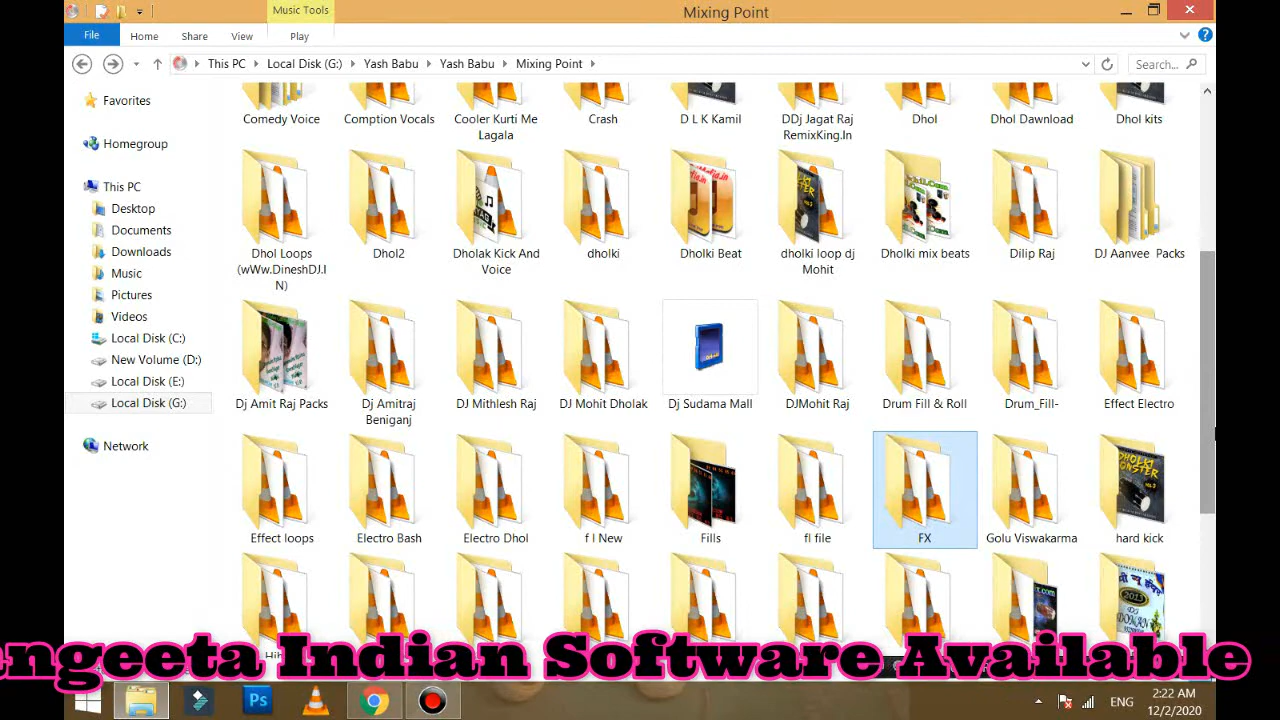 Music Tools
Mixing Point
File
Home
Share
View
Play
This PC
Local Disk (G:)
Yash Babu
Yash Babu
Mixing Point
Search...
Favorites
Homegroup
This PC
Desktop
Documents
Downloads
Music
Pictures
Videos
Local Disk (C:)
New Volume (D:)
Local Disk (E:)
Local Disk (G:)
Network
Comedy Voice
Comption Vocals
Cooler Kurti Me
Lagala
Crash
D L K Kamil
DDj Jagat Raj
RemixKing.In
Dhol
Dhol Dawnload
Dhol kits
Dhol Loops
(wWw.DineshDJ.I
N)
Dhol2
Dholak Kick And
Voice
dholki
Dholki Beat
dholki loop dj
Mohit
Dholki mix beats
Dilip Raj
DJ Aanvee Packs
Dj Amit Raj Packs
Dj Amitraj
Beniganj
DJ Mithlesh Raj
DJ Mohit Dholak
Dj Sudama Mall
DJMohit Raj
Drum Fill & Roll
Drum_Fill-
Effect Electro
Effect loops
Electro Bash
Electro Dhol
f l New
Fills
fl file
FX
Golu Viswakarma
hard kick
angeeta Indian Software Available
Ps
ENG
2:22 AM
12/2/2020